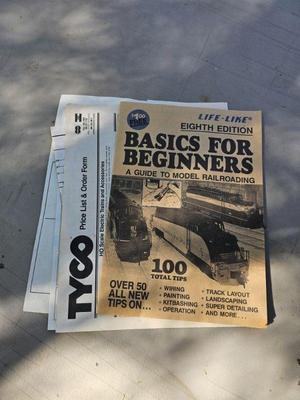 LIFE-LIKE®
EIGHTH EDITION
BASICS FOR
BEGINNERS
A GUIDE TO MODEL RAILROADING
100
TOTAL TIPS
OVER 50
ALL NEW
TIPS ON...
• WIRING
• PAINTING
• KITBASHING
• OPERATION
• TRACK LAYOUT
• LANDSCAPING
• SUPER DETAILING
AND MORE...
TYCO
Price List & Order Form
HO Scale Electric Trains and Accessories